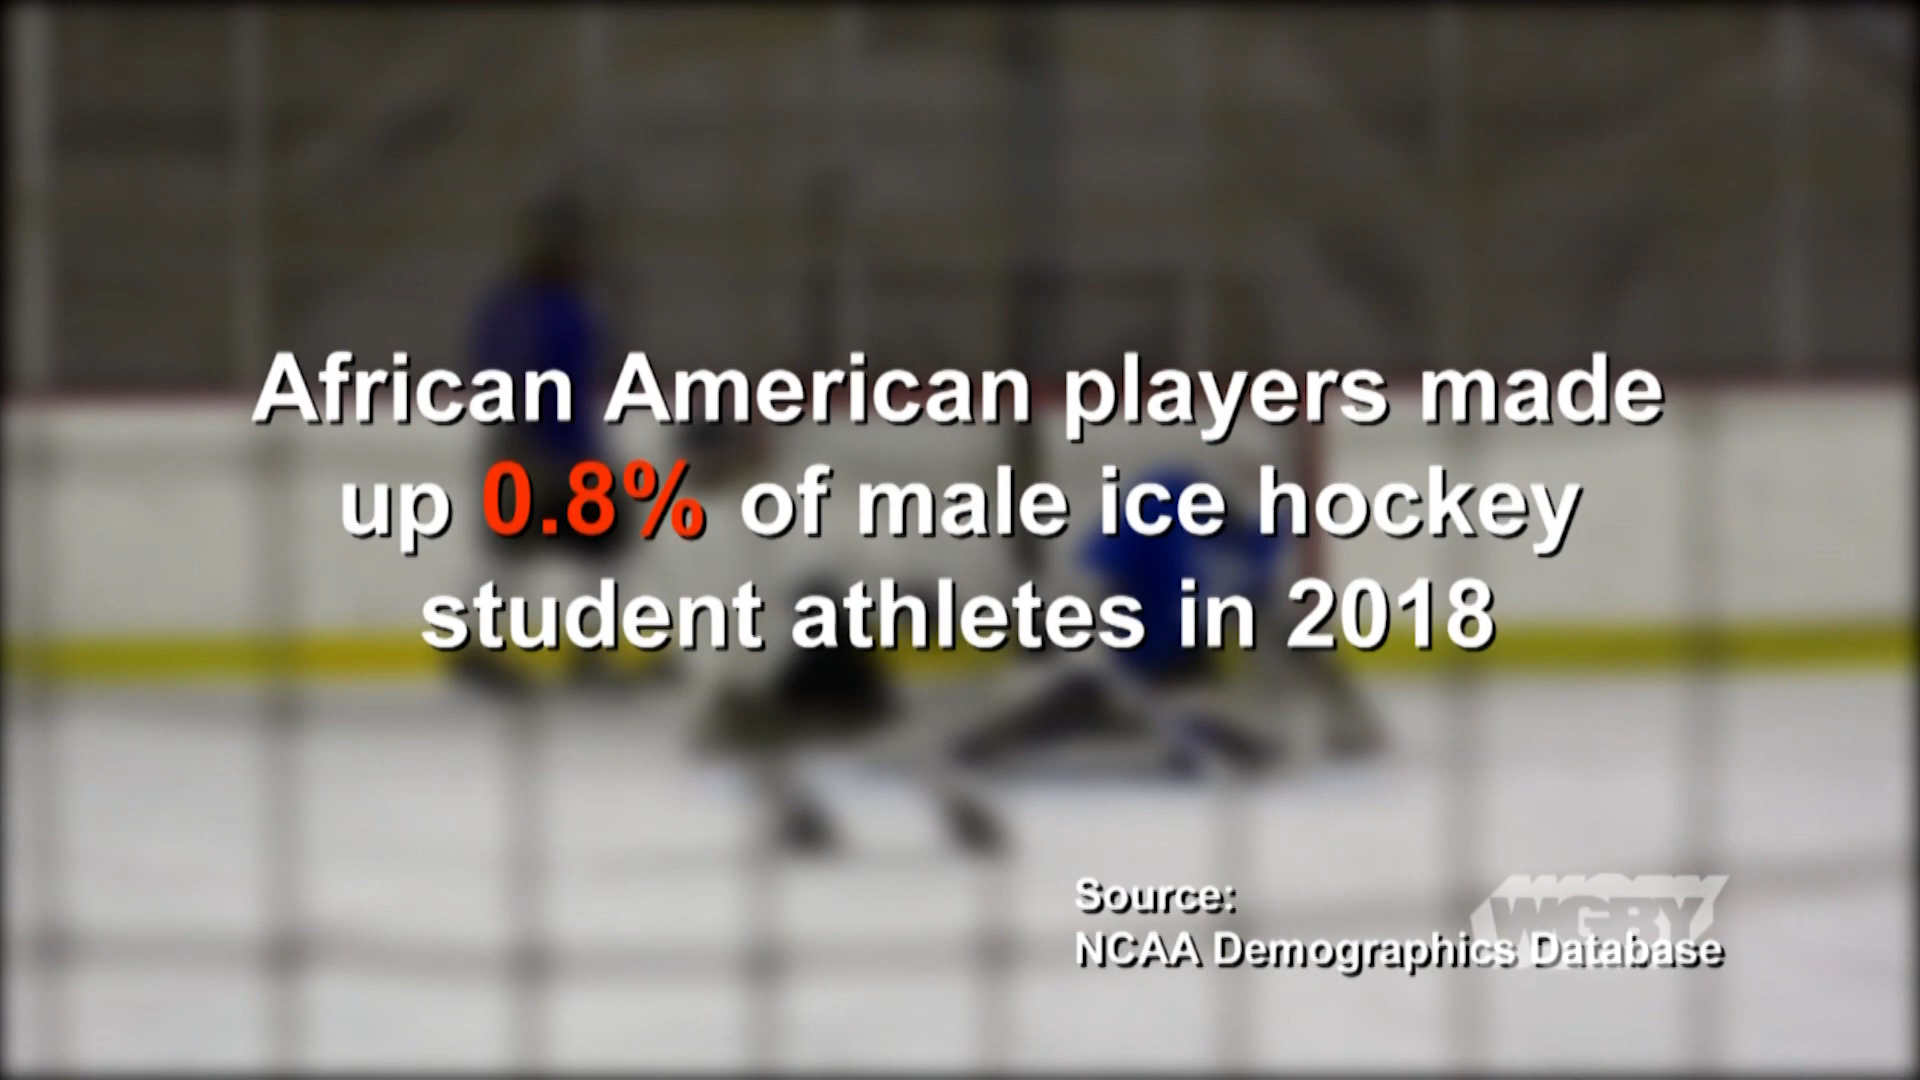 African American players made
up 0.8% of male ice hockey
student athletes in 2018
Source:
WGBY
NCAA Demographics Database